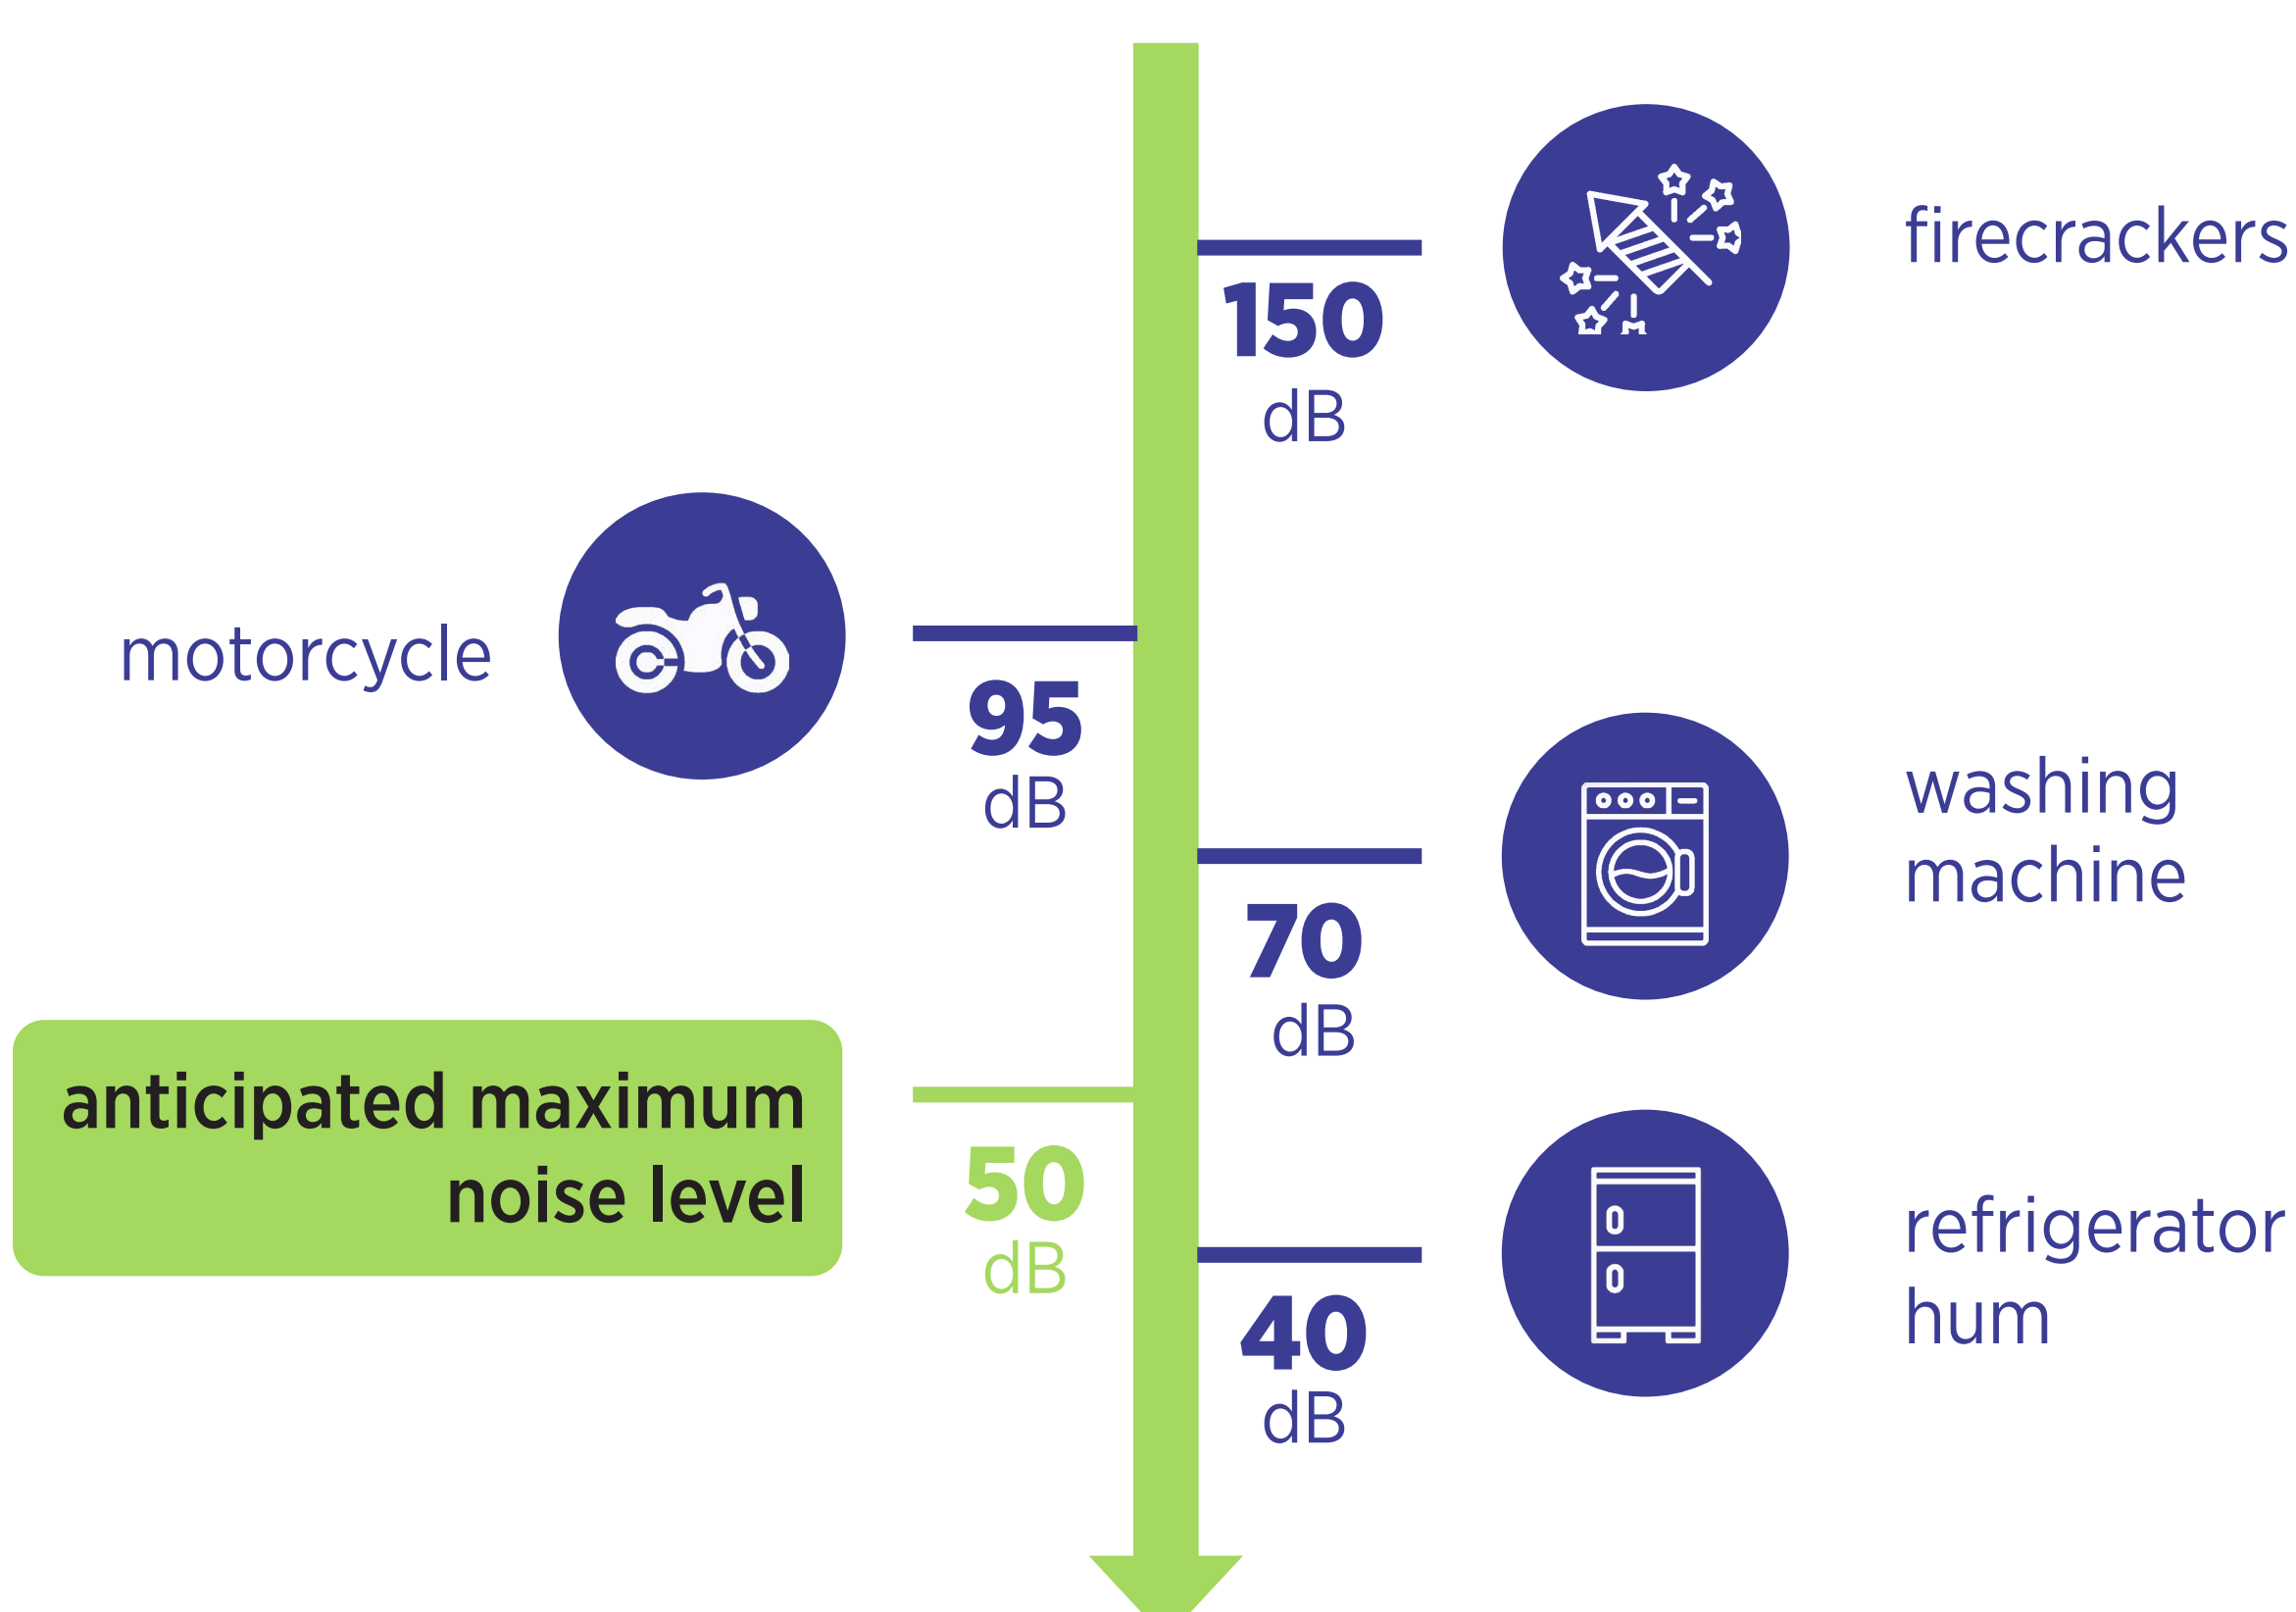 firecrackers
150
dB
motorcycle
95
dB
washing
machine
70
dB
anticipated maximum
noise level
50
dB
refrigerator
hum
40
dB